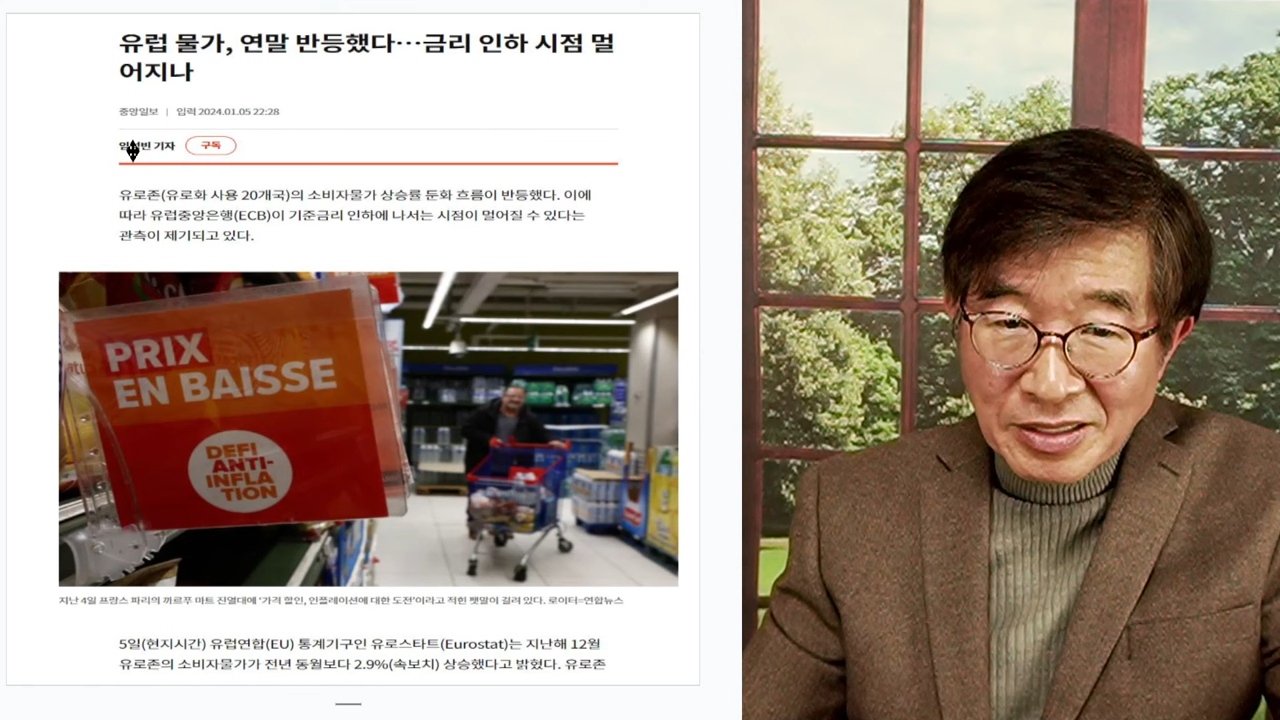 유럽 물가, 연말 반등했다…금리 인하 시점 멀
어지나
중앙일보 | 입력 2024.01.05 22:28
기자 구독
유로존(유로화 사용 20개국)의 소비자물가 상승률 둔화 흐름이 반등했다. 이에
따라 유럽중앙은행(ECB)이 기준금리 인하에 나서는 시점이 멀어질 수 있다는
관측이 제기되고 있다.
PRIX
EN BAISSE
DEFI
ANTI-
INFLA
TION
지난 4일 프랑스 파리의 까르푸 마트 진열대에 ‘가격 할인, 인플레이션에 대한 도전’이라고 적힌 팻말이 걸려 있다. 로이터=연합뉴스
5일(현지시간) 유럽연합(EU) 통계기구인 유로스타트(Eurostat)는 지난해 12월
유로존의 소비자물가가 전년 동월보다 2.9%(속보치) 상승했다고 밝혔다. 유로존